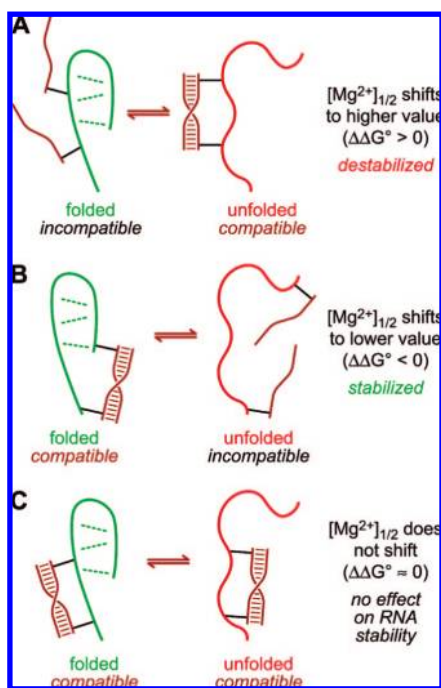 A
[Mg2+]1/2 shifts
to higher value
(ΔΔG° > 0)
destabilized
folded
incompatible
unfolded
compatible
B
[Mg2+]1/2 shifts
to lower value
(ΔΔG° < 0)
stabilized
folded
compatible
unfolded
incompatible
C
[Mg2+]1/2 does
not shift
(ΔΔG° ≈ 0)
no effect
on RNA
stability
folded
compatible
unfolded
compatible